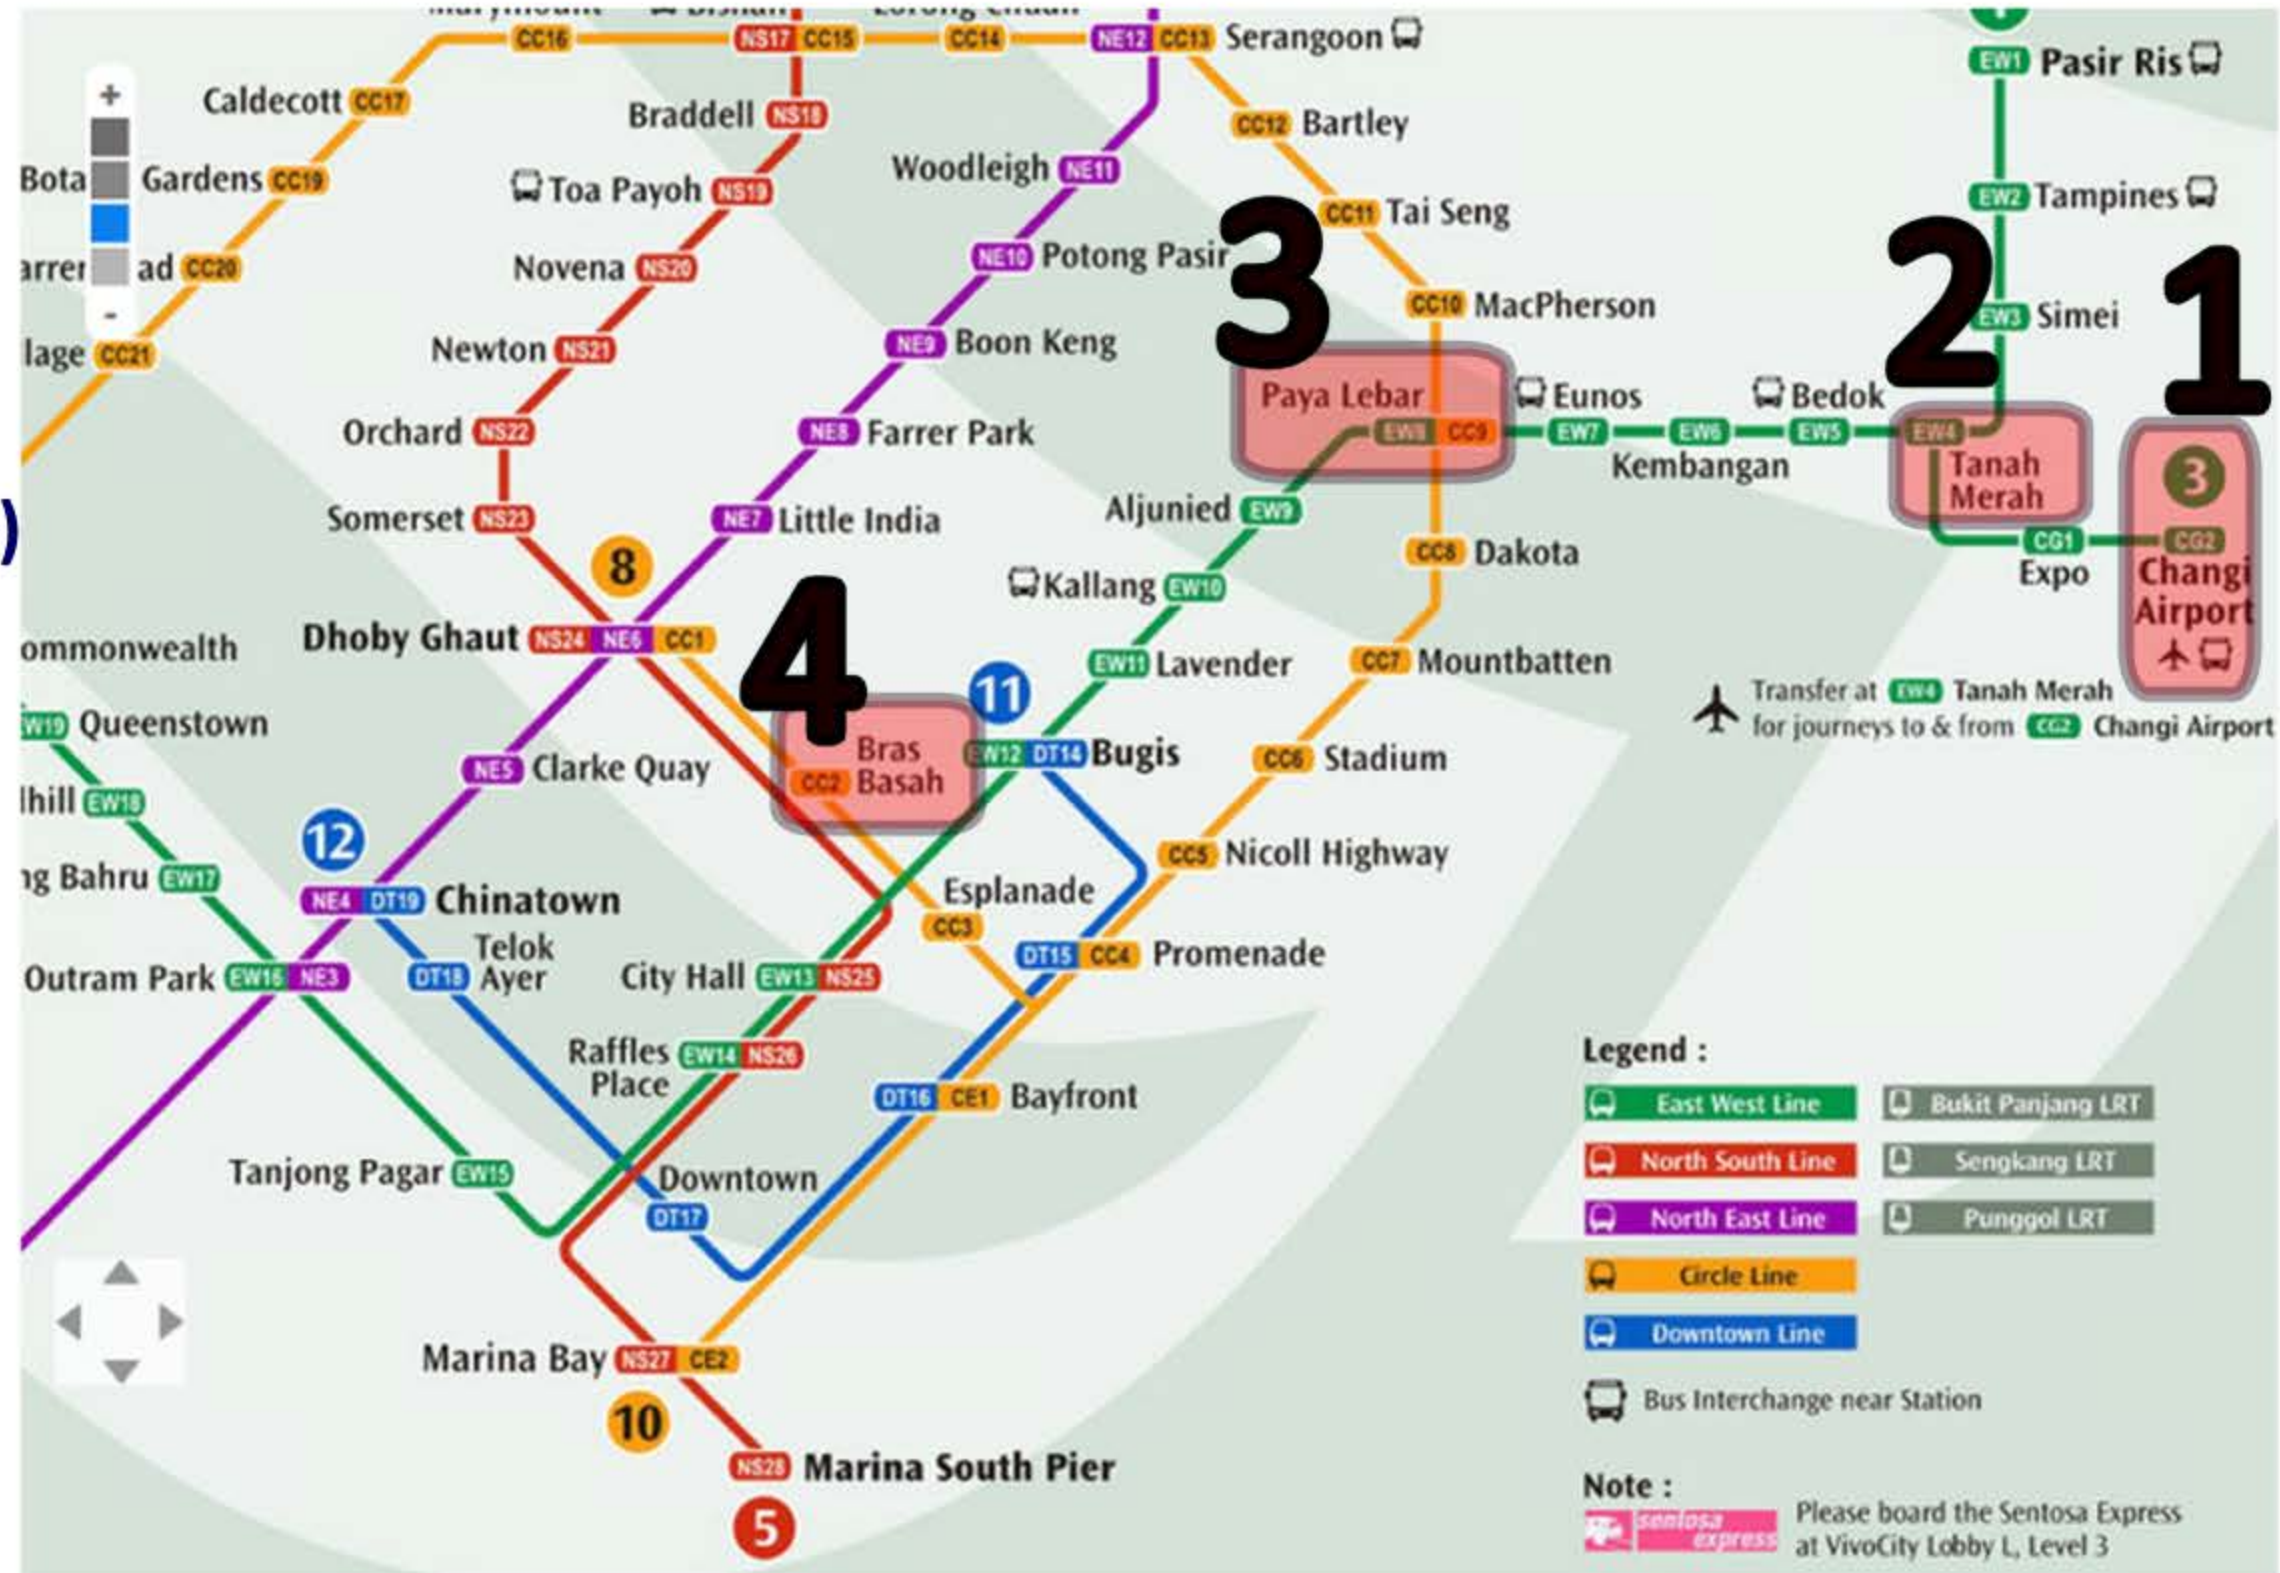 CC16
NS17 CC15
CC14
NE12 CC13 Serangoon
EW1 Pasir Ris
Caldecott CC17
Braddell NS18
CC12 Bartley
Woodleigh NE11
Bota
Gardens CC19
Toa Payoh NS19
EW2 Tampines
CC11 Tai Seng
ad CC20
Novena NS20
NE10 Potong Pasir
3
2
1
CC10 MacPherson
EW3 Simei
lage CC21
Newton NS21
NE9 Boon Keng
Paya Lebar
EW8 CC9
Eunos
EW7
EW6
Kembangan
Bedok
EW5
EW4
Tanah
Merah
3
Orchard NS22
NE8 Farrer Park
Somerset NS23
NE7 Little India
Aljunied EW9
)
CC8 Dakota
CG1
Expo
CG2
Changi
Airport
8
Kallang EW10
4
Dhoby Ghaut NS24 NE6 CC1
ommonwealth
EW11 Lavender
CC7 Mountbatten
Transfer at EW4 Tanah Merah
for journeys to & from CG2 Changi Airport
11
W19 Queenstown
Bras
CC2 Basah
EW12 DT14 Bugis
CC6 Stadium
NE5 Clarke Quay
lhill EW18
12
CC5 Nicoll Highway
ng Bahru EW17
NE4 DT19 Chinatown
Esplanade
CC3
Telok
DT18 Ayer
DT15 CC4 Promenade
Outram Park EW16 NE3
City Hall EW13 NS25
Raffles EW14 NS26
Place
DT16 CE1 Bayfront
Tanjong Pagar EW15
Downtown
DT17
Marina Bay NS27 CE2
10
NS28 Marina South Pier
5
+
-
Legend :
East West Line
Bukit Panjang LRT
North South Line
Sengkang LRT
North East Line
Punggol LRT
Circle Line
Downtown Line
Bus Interchange near Station
Note :
sentosa
express
Please board the Sentosa Express
at VivoCity Lobby L, Level 3